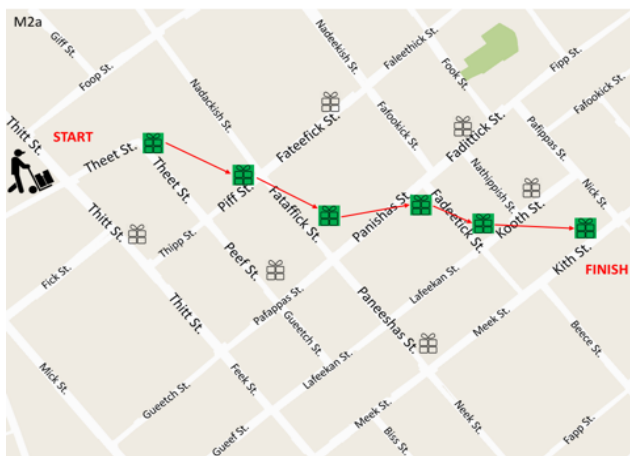 M2a
Giff St.
Foop St.
Nadackish St.
Nadeekish St.
Faleethick St.
Fook St.
Fipp St.
Thitt St.
START
Theet St.
Theet St.
Fateefick St.
Fafookick St.
Fadittick St.
Fafookick St.
Pafippas St.
Nathippish St.
Nick St.
Piff St.
Fataffick St.
Panishas St.
Fadeetick St.
Kooth St.
Kith St.
FINISH
Thitt St.
Thipp St.
Peef St.
Fick St.
Pafappas St.
Paneeshas St.
Lafeekan St.
Meek St.
Beece St.
Thitt St.
Gueetch St.
Lafeekan St.
Mick St.
Feek St.
Gueetch St.
Gueef St.
Meek St.
Biss St.
Neek St.
Fapp St.